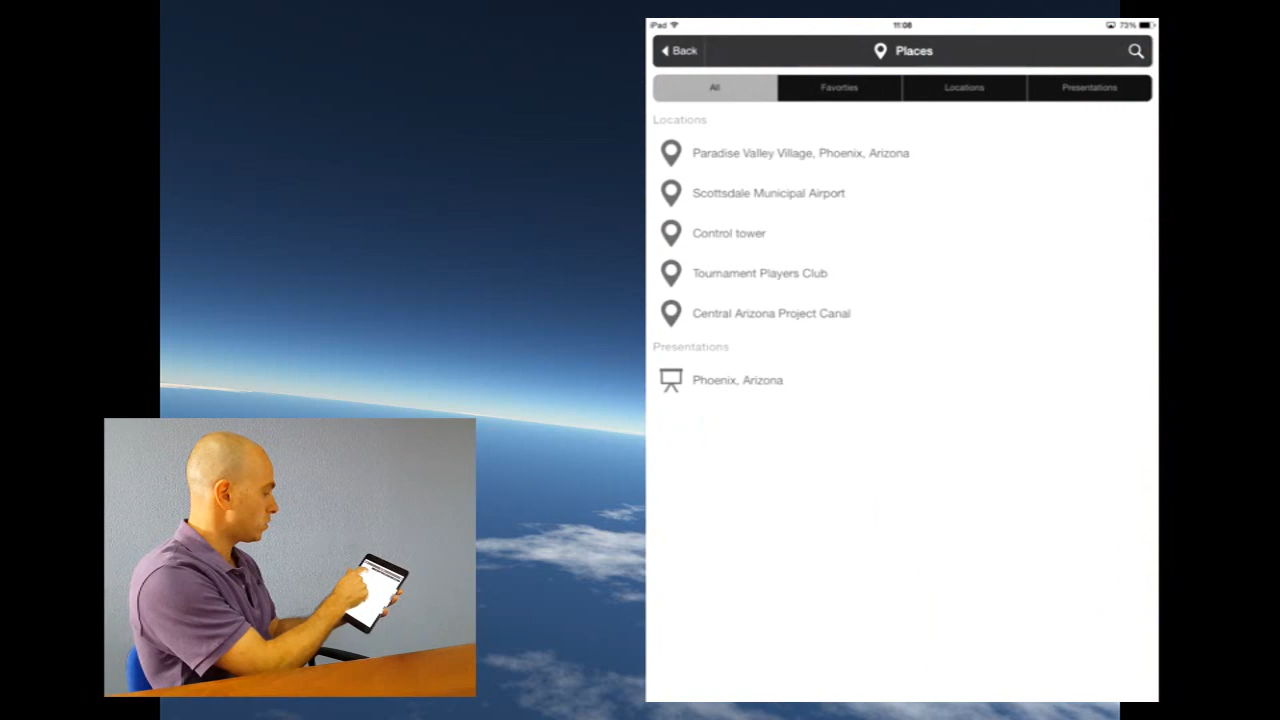 iPad 11:08 73%
Back Places
All Favorties Locations Presentations
Locations
Paradise Valley Village, Phoenix, Arizona
Scottsdale Municipal Airport
Control tower
Tournament Players Club
Central Arizona Project Canal
Presentations
Phoenix, Arizona